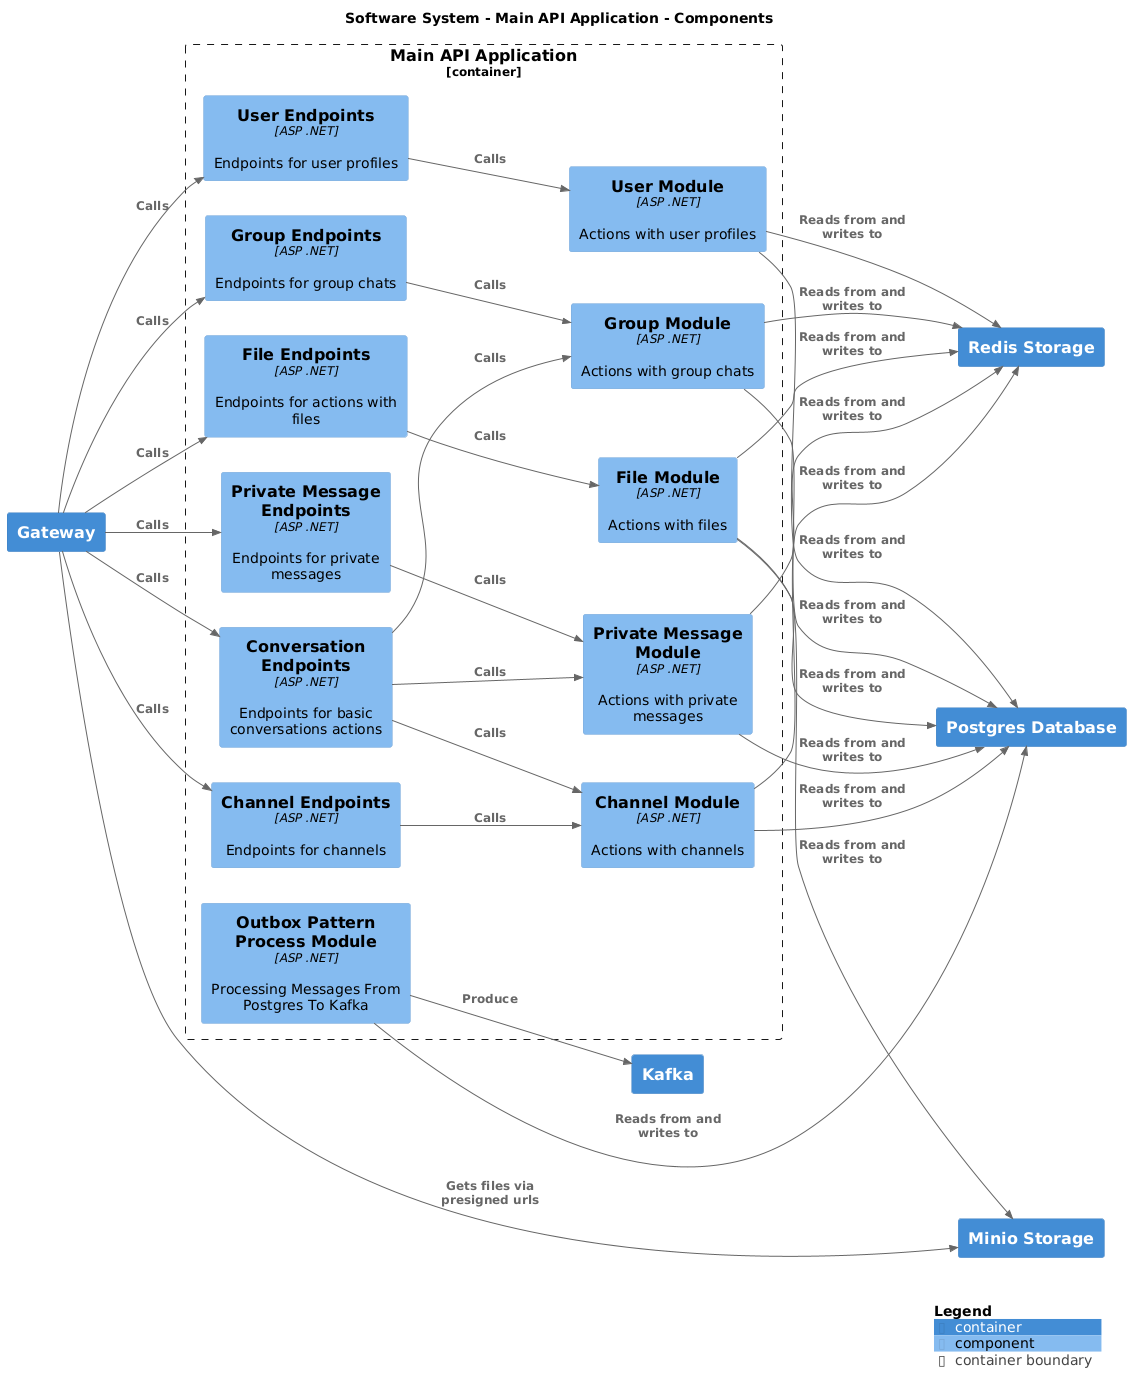 Software System - Main API Application - Components
Main API Application
[container]
User Endpoints
[ASP .NET]
Endpoints for user profiles
Group Endpoints
[ASP .NET]
Endpoints for group chats
File Endpoints
[ASP .NET]
Endpoints for actions with
files
Private Message
Endpoints
[ASP .NET]
Endpoints for private
messages
Conversation
Endpoints
[ASP .NET]
Endpoints for basic
conversations actions
Channel Endpoints
[ASP .NET]
Endpoints for channels
Outbox Pattern
Process Module
[ASP .NET]
Processing Messages From
Postgres To Kafka
User Module
[ASP .NET]
Actions with user profiles
Group Module
[ASP .NET]
Actions with group chats
File Module
[ASP .NET]
Actions with files
Private Message
Module
[ASP .NET]
Actions with private
messages
Channel Module
[ASP .NET]
Actions with channels
Gateway
Redis Storage
Postgres Database
Kafka
Minio Storage
Calls
Calls
Calls
Calls
Calls
Calls
Calls
Calls
Calls
Calls
Calls
Calls
Calls
Calls
Reads from and
writes to
Reads from and
writes to
Reads from and
writes to
Reads from and
writes to
Reads from and
writes to
Reads from and
writes to
Reads from and
writes to
Reads from and
writes to
Reads from and
writes to
Reads from and
writes to
Reads from and
writes to
Produce
Reads from and
writes to
Gets files via
presigned urls
Legend
container
component
container boundary